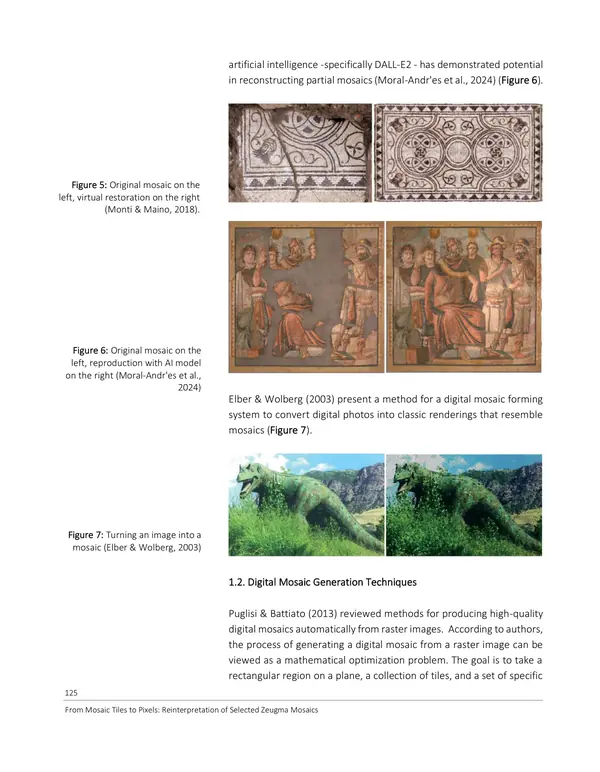 artificial intelligence -specifically DALL-E2 - has demonstrated potential
in reconstructing partial mosaics (Moral-Andr'es et al., 2024) (Figure 6).
Figure 5: Original mosaic on the
left, virtual restoration on the right
(Monti & Maino, 2018).
Figure 6: Original mosaic on the
left, reproduction with AI model
on the right (Moral-Andr'es et al.,
2024)
Elber & Wolberg (2003) present a method for a digital mosaic forming
system to convert digital photos into classic renderings that resemble
mosaics (Figure 7).
Figure 7: Turning an image into a
mosaic (Elber & Wolberg, 2003)
1.2. Digital Mosaic Generation Techniques
Puglisi & Battiato (2013) reviewed methods for producing high-quality
digital mosaics automatically from raster images. According to authors,
the process of generating a digital mosaic from a raster image can be
viewed as a mathematical optimization problem. The goal is to take a
rectangular region on a plane, a collection of tiles, and a set of specific
125
From Mosaic Tiles to Pixels: Reinterpretation of Selected Zeugma Mosaics